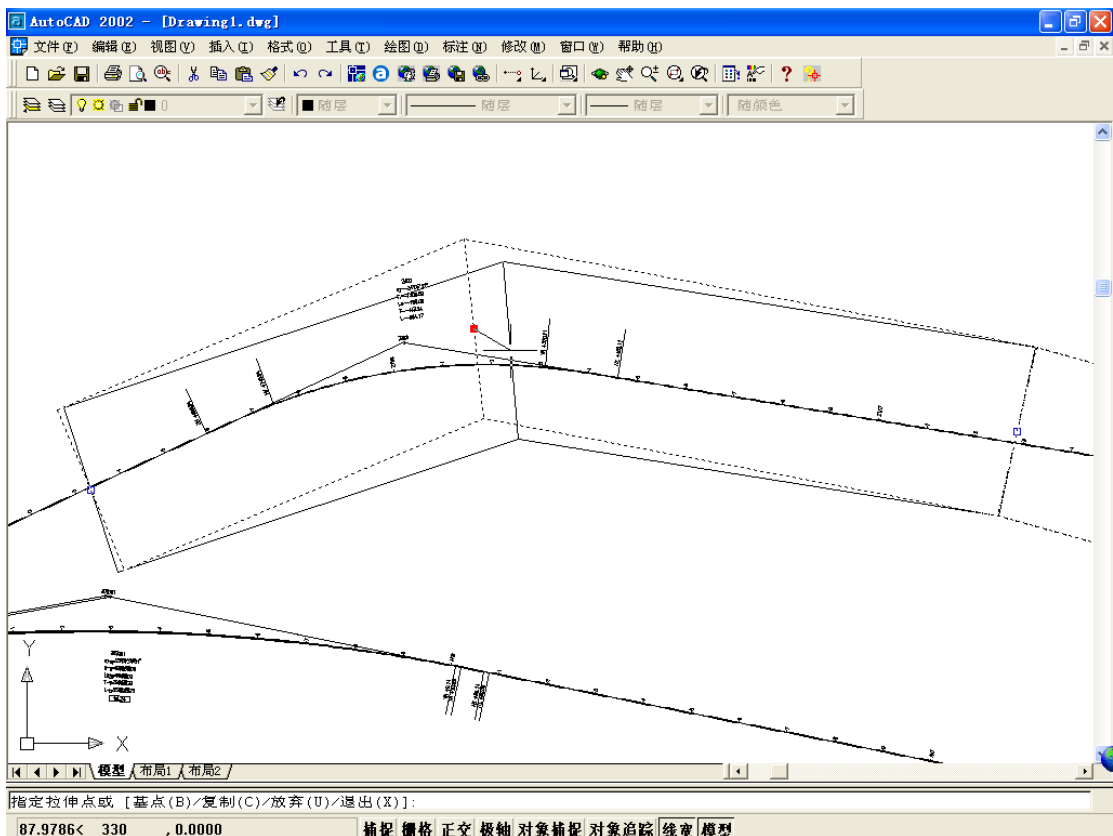 AutoCAD 2002 - [Drawing1.dwg]
文件(F) 编辑(E) 视图(V) 插入(I) 格式(O) 工具(T) 绘图(D) 标注(N) 修改(M) 窗口(W) 帮助(H)
0 随层 随层 随层 随颜色
Y
X
模型 布局1 布局2
指定拉伸点或 [基点(B)/复制(C)/放弃(U)/退出(X)]:
87.9786< 330 , 0.0000 捕捉 栅格 正交 极轴 对象捕捉 对象追踪 线宽 模型